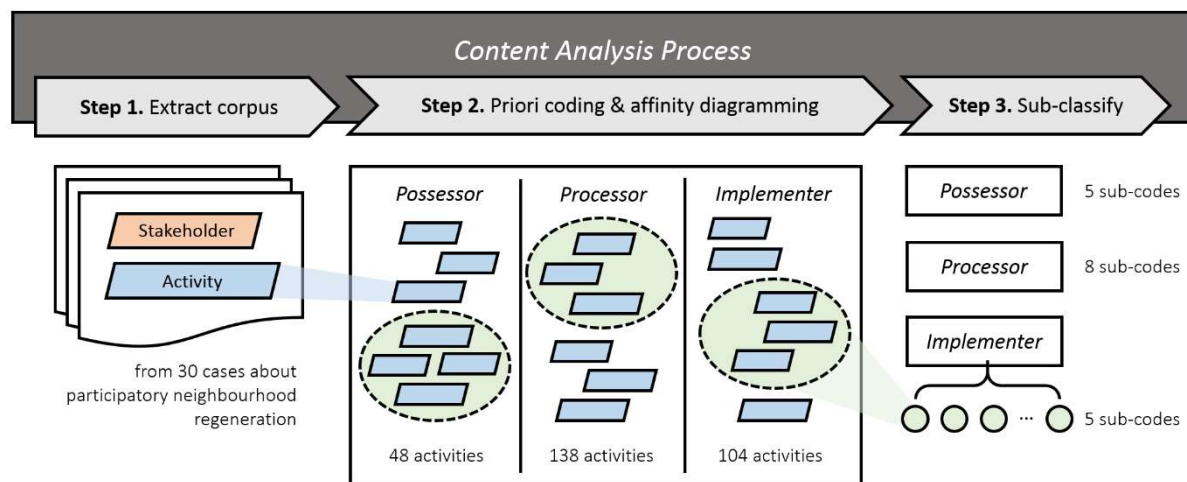 Content Analysis Process
Step 1. Extract corpus
Step 2. Priori coding & affinity diagramming
Step 3. Sub-classify
Stakeholder
Activity
from 30 cases about
participatory neighbourhood
regeneration
Possessor
Processor
Implementer
48 activities
138 activities
104 activities
Possessor
5 sub-codes
Processor
8 sub-codes
Implementer
...
5 sub-codes